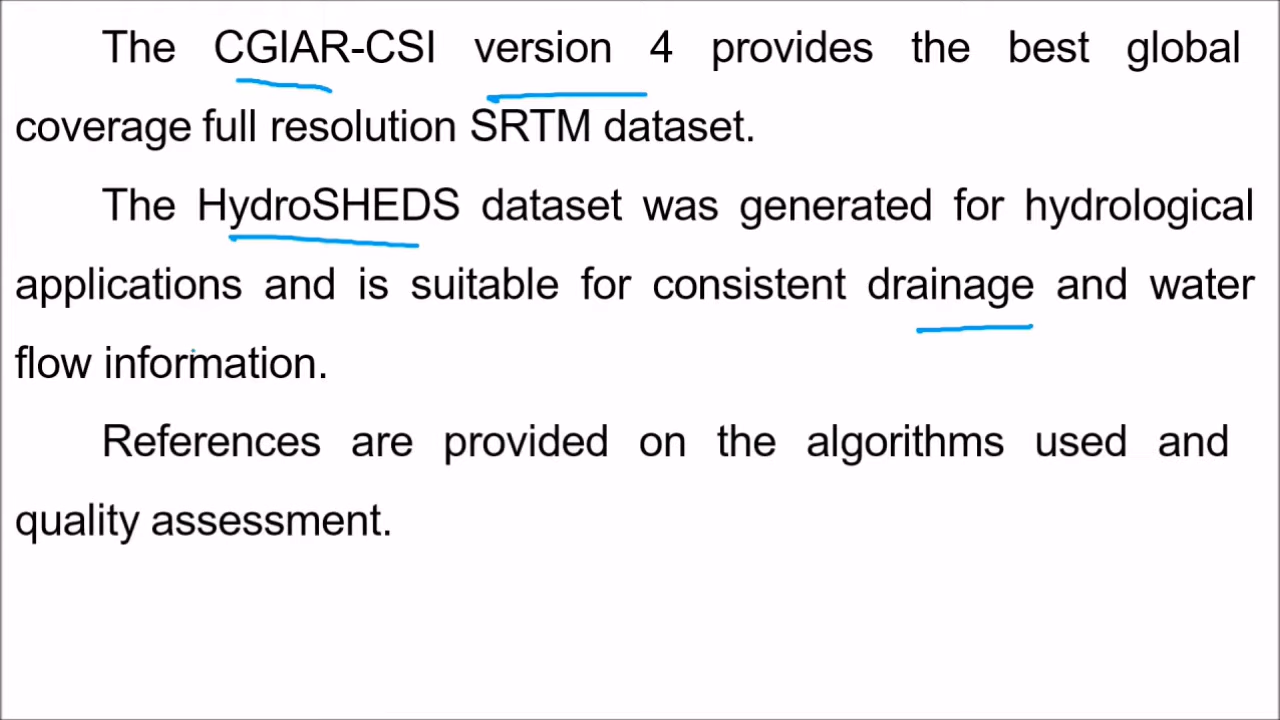 The CGIAR-CSI version 4 provides the best global
coverage full resolution SRTM dataset.
The HydroSHEDS dataset was generated for hydrological
applications and is suitable for consistent drainage and water
flow information.
References are provided on the algorithms used and
quality assessment.